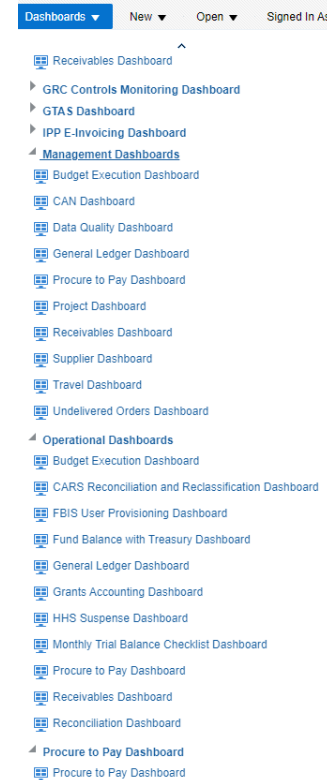 Dashboards New Open Signed In As
Receivables Dashboard
GRC Controls Monitoring Dashboard
GTAS Dashboard
IPP E-Invoicing Dashboard
Management Dashboards
Budget Execution Dashboard
CAN Dashboard
Data Quality Dashboard
General Ledger Dashboard
Procure to Pay Dashboard
Project Dashboard
Receivables Dashboard
Supplier Dashboard
Travel Dashboard
Undelivered Orders Dashboard
Operational Dashboards
Budget Execution Dashboard
CARS Reconciliation and Reclassification Dashboard
FBIS User Provisioning Dashboard
Fund Balance with Treasury Dashboard
General Ledger Dashboard
Grants Accounting Dashboard
HHS Suspense Dashboard
Monthly Trial Balance Checklist Dashboard
Procure to Pay Dashboard
Receivables Dashboard
Reconciliation Dashboard
Procure to Pay Dashboard
Procure to Pay Dashboard